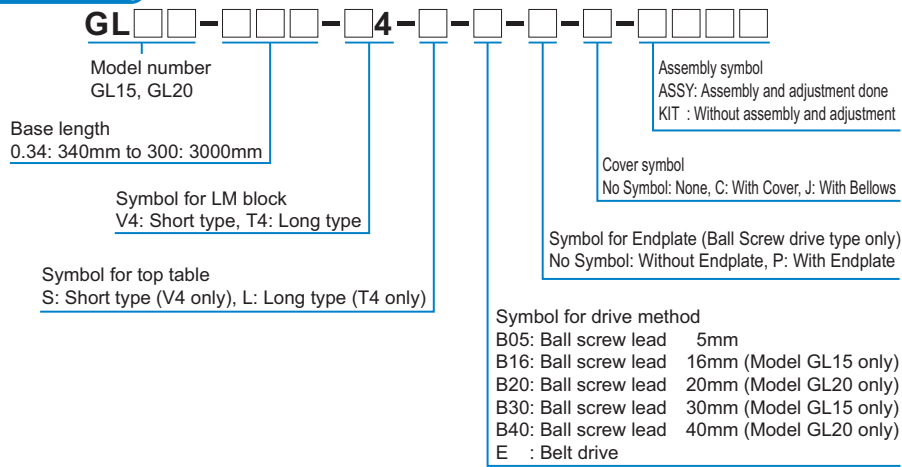 GL□□-□□□-□4-□-□-□-□-□□□□
Model number
GL15, GL20
Base length
0.34: 340mm to 300: 3000mm
Symbol for LM block
V4: Short type, T4: Long type
Symbol for top table
S: Short type (V4 only), L: Long type (T4 only)
Assembly symbol
ASSY: Assembly and adjustment done
KIT : Without assembly and adjustment
Cover symbol
No Symbol: None, C: With Cover, J: With Bellows
Symbol for Endplate (Ball Screw drive type only)
No Symbol: Without Endplate, P: With Endplate
Symbol for drive method
B05: Ball screw lead 5mm
B16: Ball screw lead 16mm (Model GL15 only)
B20: Ball screw lead 20mm (Model GL20 only)
B30: Ball screw lead 30mm (Model GL15 only)
B40: Ball screw lead 40mm (Model GL20 only)
E : Belt drive